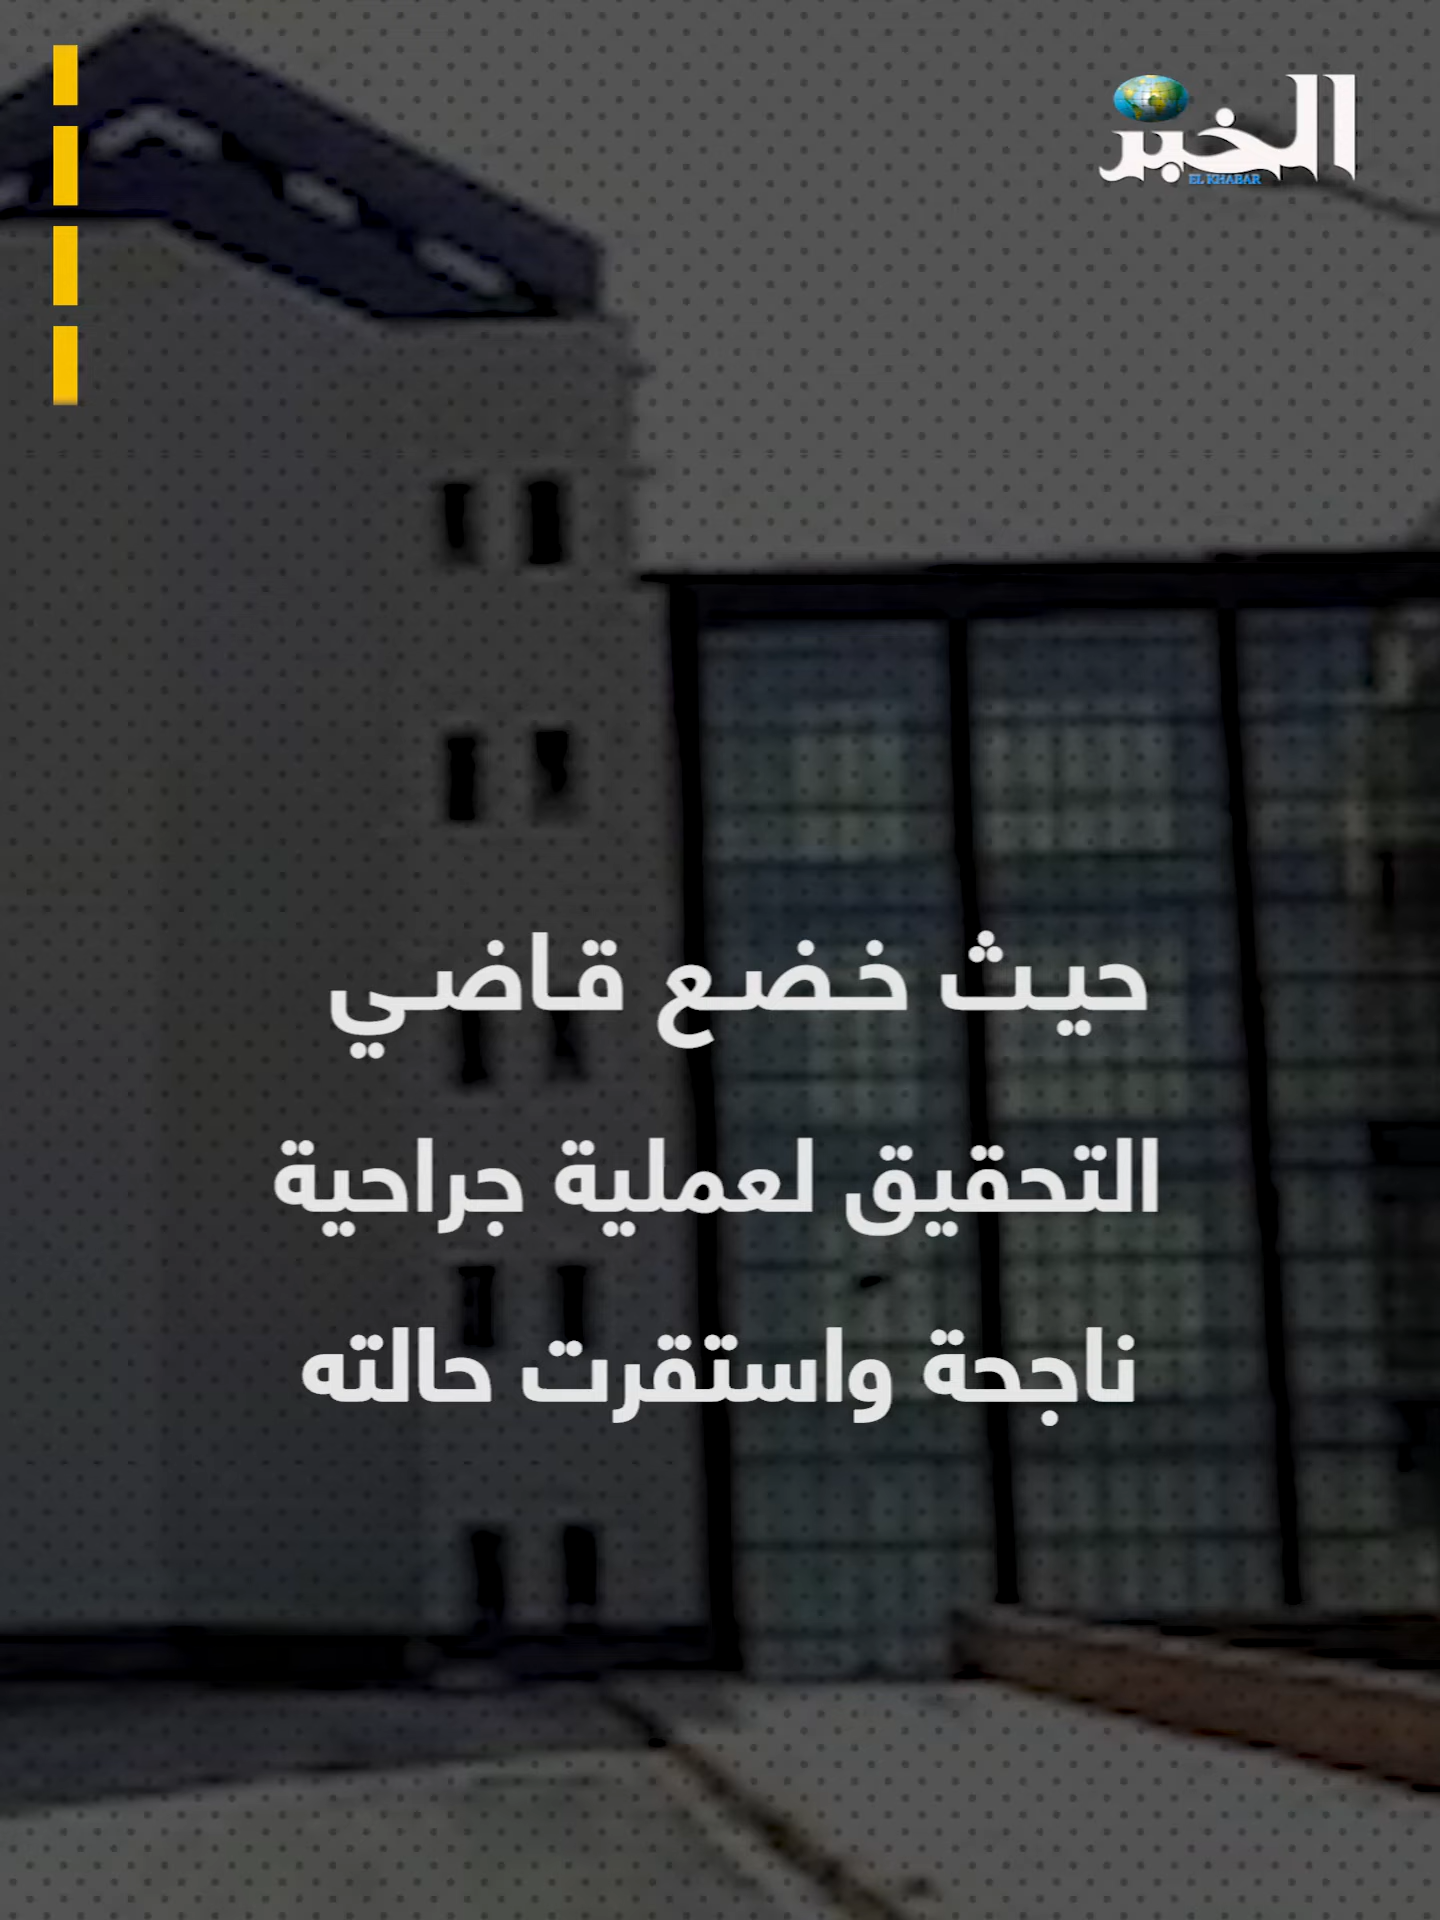 الخبر
EL KHABAR
حيث خضع قاضي
التحقيق لعملية جراحية
ناجحة واستقرت حالته